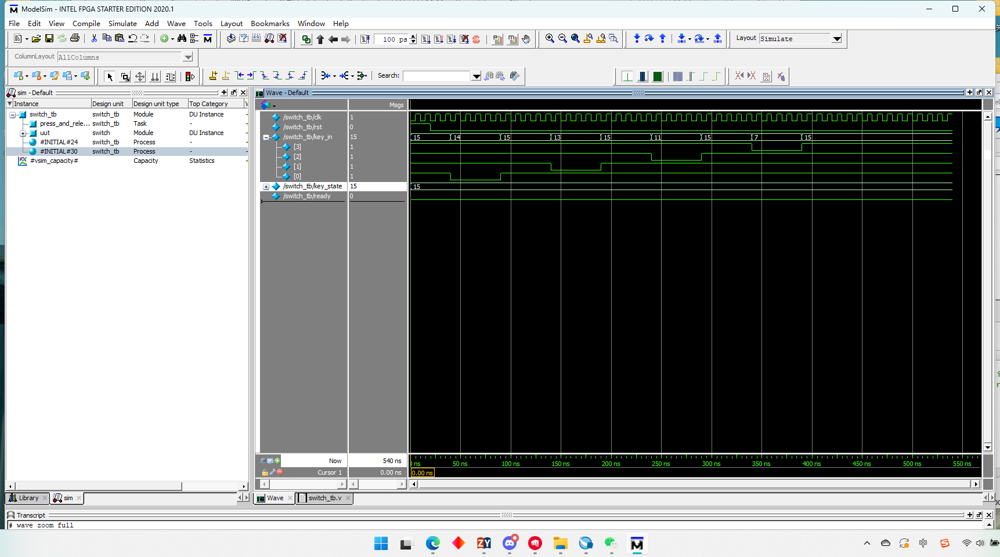 ModelSim - INTEL FPGA STARTER EDITION 2020.1
File Edit View Compile Simulate Add Wave Tools Layout Bookmarks Window Help
100 ps
Layout Simulate
ColumnLayout AllColumns
Search:
sim - Default
Instance Design unit Design unit type Top Category
switch_tb switch_tb Module DU Instance
press_and_rele... switch_tb Task -
uut switch Module DU Instance
#INITIAL#24 switch_tb Process -
#INITIAL#30 switch_tb Process -
#vsim_capacity# Capacity Statistics
Wave - Default
Msgs
/switch_tb/clk 1
/switch_tb/rst 0
/switch_tb/key_in 15 15 14 15 13 15 11 15 7 15
[3] 1
[2] 1
[1] 1
[0] 1
/switch_tb/key_state 15 15
/switch_tb/ready 0
Now 540 ns
ns 50 ns 100 ns 150 ns 200 ns 250 ns 300 ns 350 ns 400 ns 450 ns 500 ns 550 ns
Cursor 1 0.00 ns 0.00 ns
Library sim
Wave switch_tb.v
Transcript
# wave zoom full
ZY
中